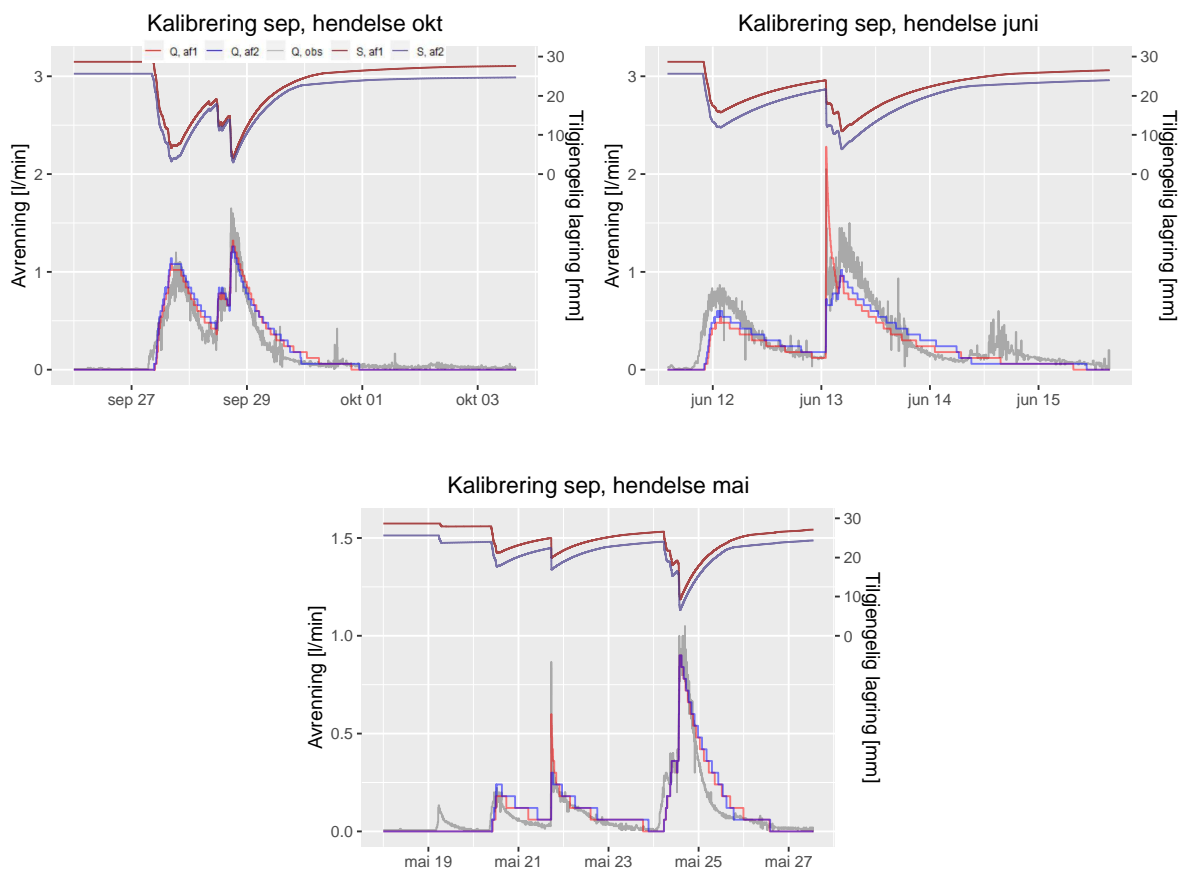 Kalibrering sep, hendelse okt
Q, af1 Q, af2 Q, obs S, af1 S, af2
Avrenning [l/min]
3
2
1
0
30
20
10
0
Tilgjengelig lagring [mm]
sep 27 sep 29 okt 01 okt 03
Kalibrering sep, hendelse juni
Avrenning [l/min]
3
2
1
0
30
20
10
0
Tilgjengelig lagring [mm]
jun 12 jun 13 jun 14 jun 15
Kalibrering sep, hendelse mai
Avrenning [l/min]
1.5
1.0
0.5
0.0
30
20
10
0
Tilgjengelig lagring [mm]
mai 19 mai 21 mai 23 mai 25 mai 27